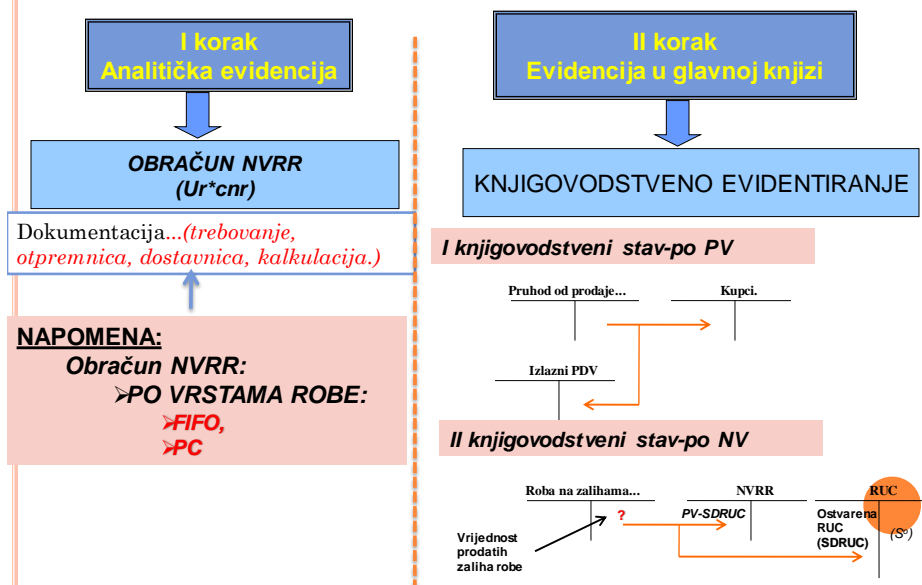 I korak
Analitička evidencija
OBRAČUN NVRR
(Ur*cnr)
Dokumentacija...(trebovanje,
otpremnica, dostavnica, kalkulacija.)
NAPOMENA:
Obračun NVRR:
➢PO VRSTAMA ROBE:
➢FIFO,
➢PC
II korak
Evidencija u glavnoj knjizi
KNJIGOVODSTVENO EVIDENTIRANJE
I knjigovodstveni stav-po PV
Pruhod od prodaje...
Kupci.
Izlazni PDV
II knjigovodstveni stav-po NV
Roba na zalihama...
NVRR
RUC
?
PV-SDRUC
Ostvarena
RUC
(SDRUC)
(Sº)
Vrijednost
prodatih
zaliha robe